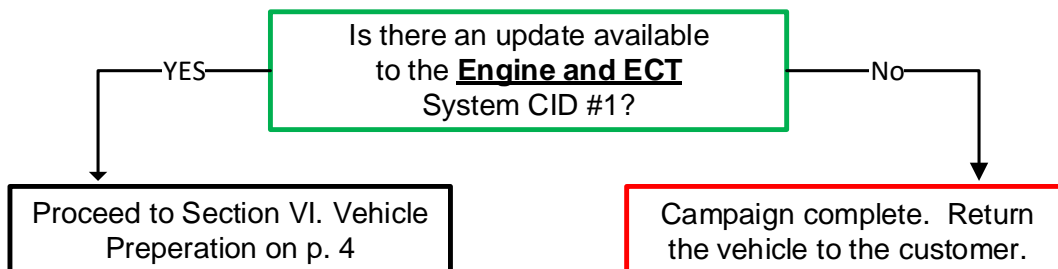 Is there an update available
to the Engine and ECT
System CID #1?
YES
No
Proceed to Section VI. Vehicle
Preperation on p. 4
Campaign complete.  Return
the vehicle to the customer.